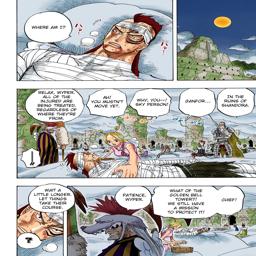 WHERE AM I?
IN THE
RUINS OF
SHANDORA.
GANFOR...
WHY, YOU---!
SKY PERSON!
AH!
YOU MUSTN'T
MOVE YET.
RELAX, WYPER.
ALL OF THE
INJURED ARE
BEING TREATED,
REGARDLESS OF
WHERE THEY'RE
FROM.
CHIEF!
WHAT OF THE
GOLDEN BELL
TOWER?!
WE STILL HAVE
A MISSION
TO PROTECT IT!
PATIENCE,
WYPER.
WAIT A
LITTLE LONGER.
LET THINGS
TAKE THEIR
COURSE.
?